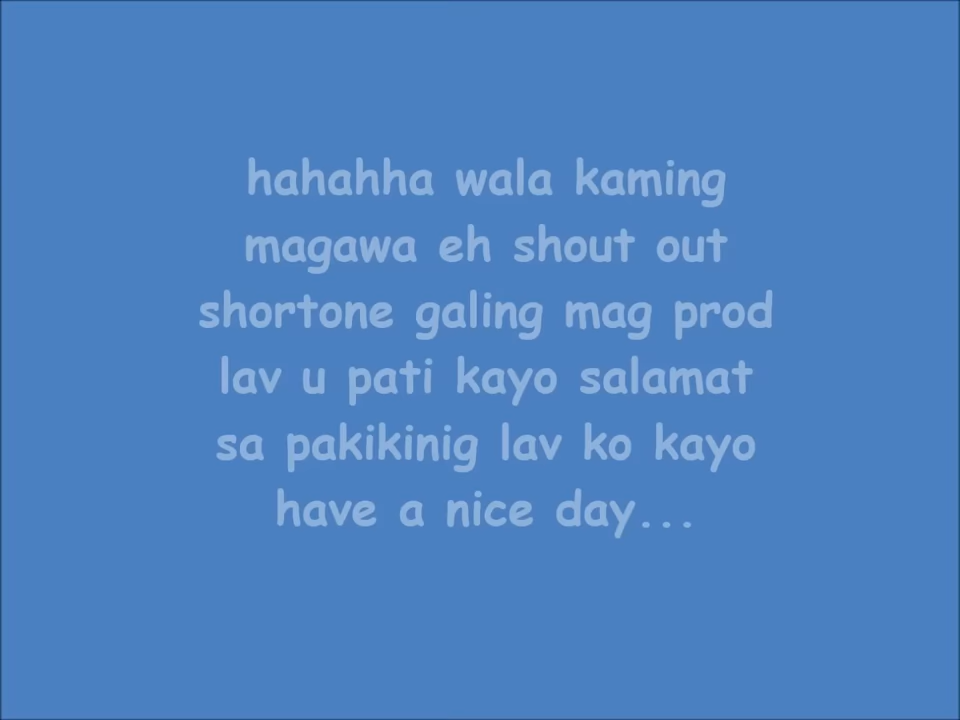 hahahha wala kaming
magawa eh shout out
shortone galing mag prod
lav u pati kayo salamat
sa pakikinig lav ko kayo
have a nice day...